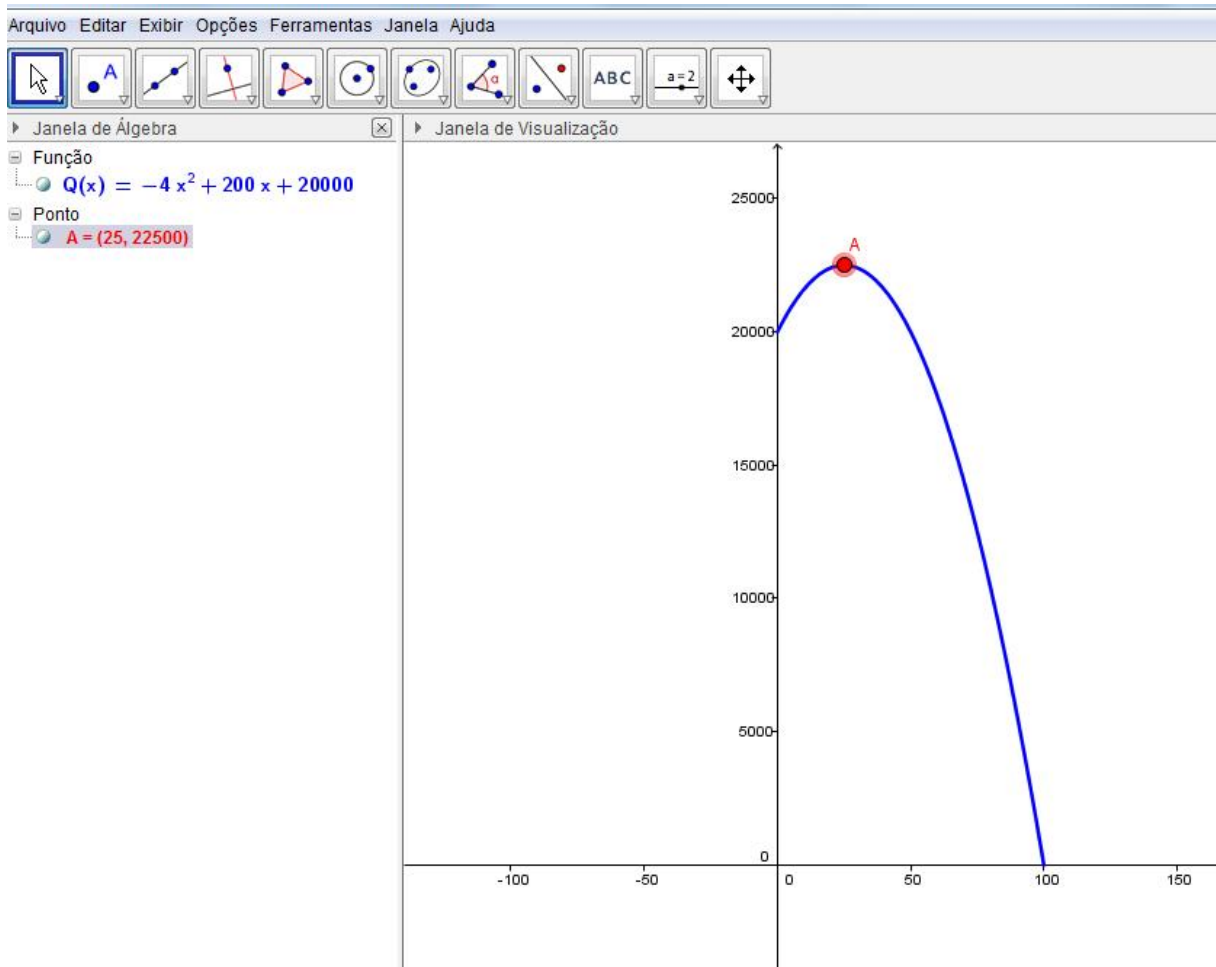 Arquivo Editar Exibir Opções Ferramentas Janela Ajuda
A α ABC a=2
Janela de Álgebra
Função
Q(x) = −4 x² + 200 x + 20000
Ponto
A = (25, 22500)
Janela de Visualização
25000
A
20000
15000
10000
5000
0
-100 -50 0 50 100 150